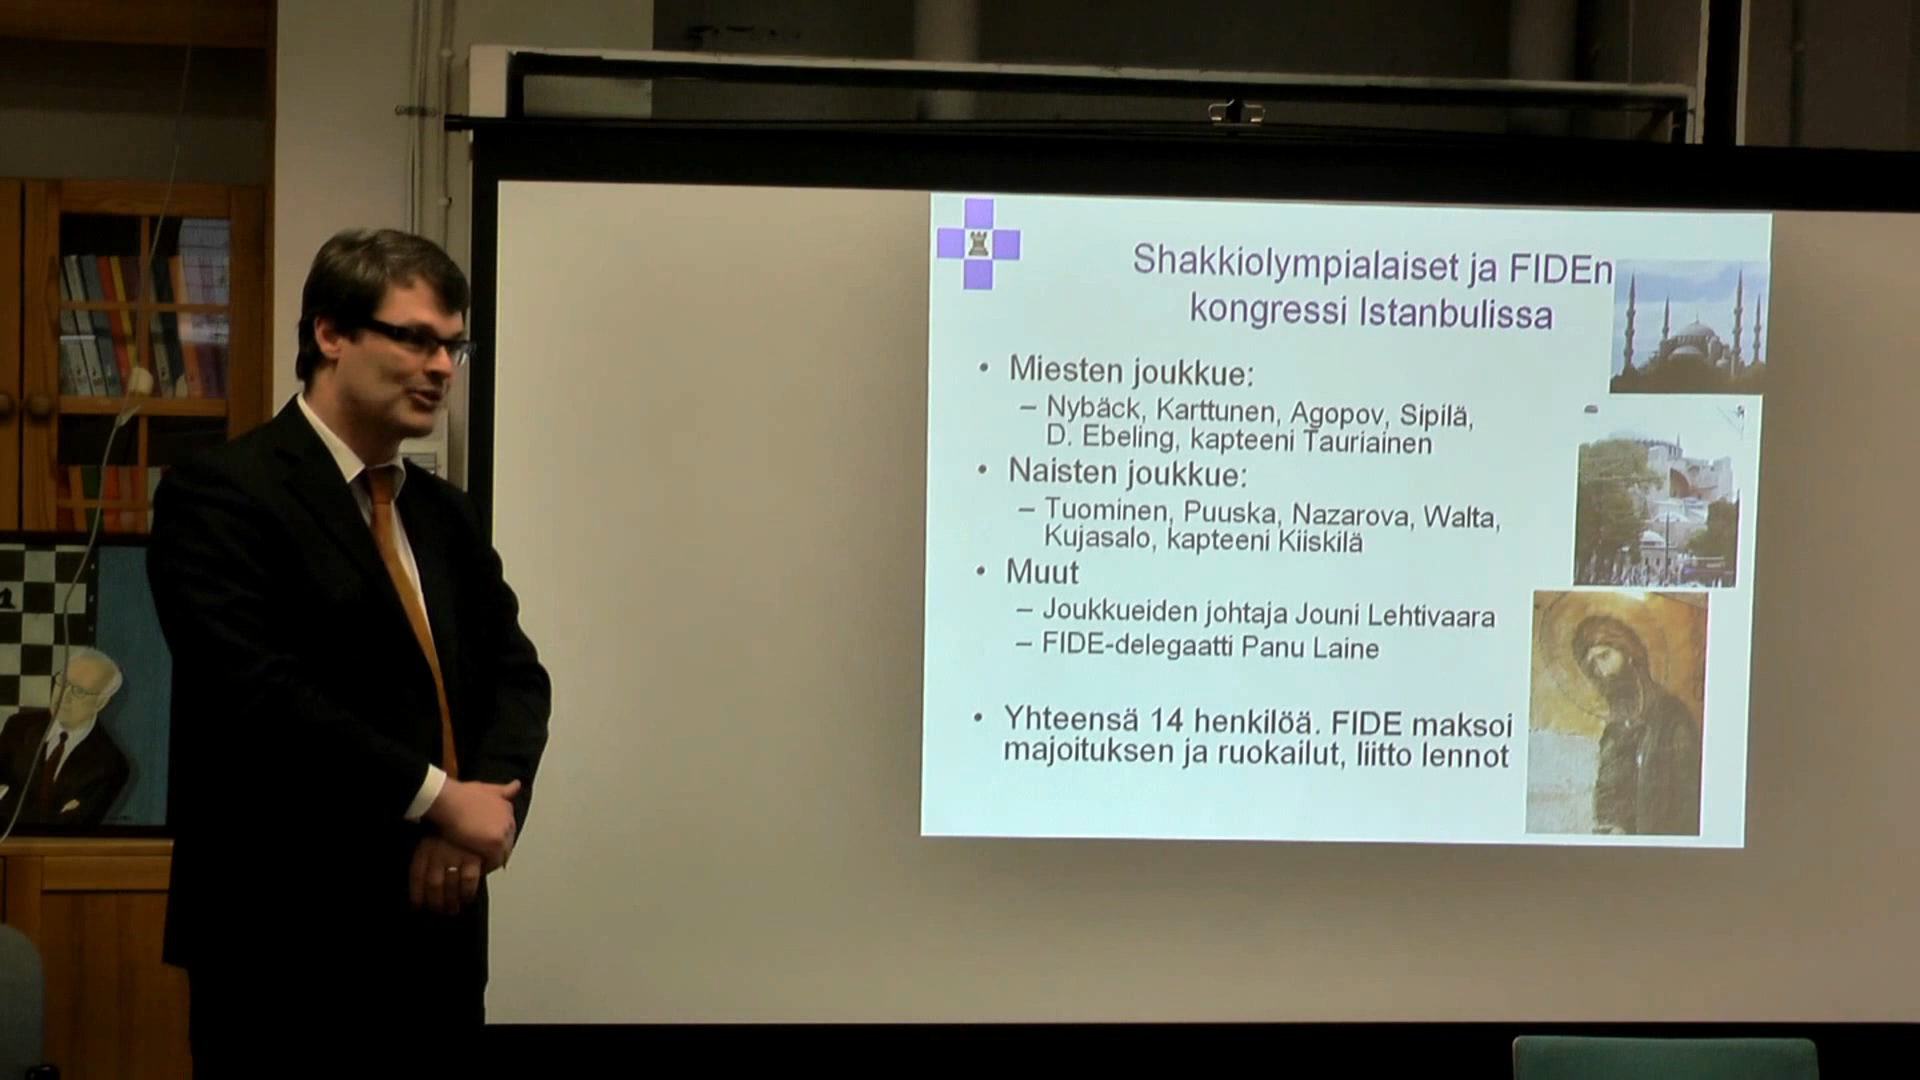 Shakkiolympialaiset ja FIDEn
kongressi Istanbulissa
• Miesten joukkue:
– Nybäck, Karttunen, Agopov, Sipilä,
D. Ebeling, kapteeni Tauriainen
• Naisten joukkue:
– Tuominen, Puuska, Nazarova, Walta,
Kujasalo, kapteeni Kiiskilä
• Muut
– Joukkueiden johtaja Jouni Lehtivaara
– FIDE-delegaatti Panu Laine
• Yhteensä 14 henkilöä. FIDE maksoi
majoituksen ja ruokailut, liitto lennot